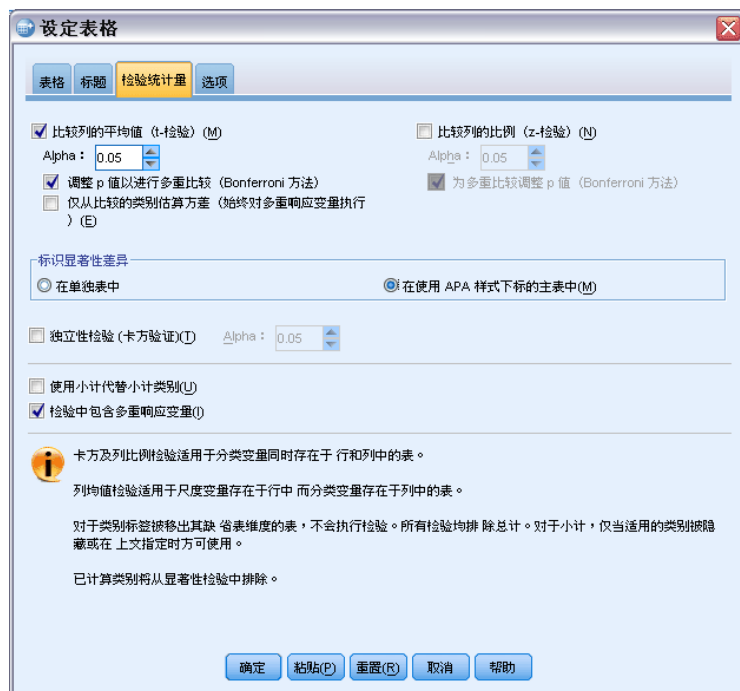 设定表格
表格 标题 检验统计量 选项
比较列的平均值（t-检验）(M)
Alpha： 0.05
调整 p 值以进行多重比较（Bonferroni 方法）
仅从比较的类别估算方差（始终对多重响应变量执行
）(E)
比较列的比例（z-检验）(N)
Alpha： 0.05
为多重比较调整 p 值（Bonferroni 方法）
标识显著性差异
在单独表中
在使用 APA 样式下标的主表中(M)
独立性检验 (卡方验证)(T) Alpha： 0.05
使用小计代替小计类别(U)
检验中包含多重响应变量(I)
卡方及列比例检验适用于分类变量同时存在于 行和列中的表。
列均值检验适用于尺度变量存在于行中 而分类变量存在于列中的表。
对于类别标签被移出其缺 省表维度的表，不会执行检验。所有检验均排 除总计。对于小计，仅当适用的类别被隐
藏或在 上文指定时方可使用。
已计算类别将从显著性检验中排除。
确定 粘贴(P) 重置(R) 取消 帮助